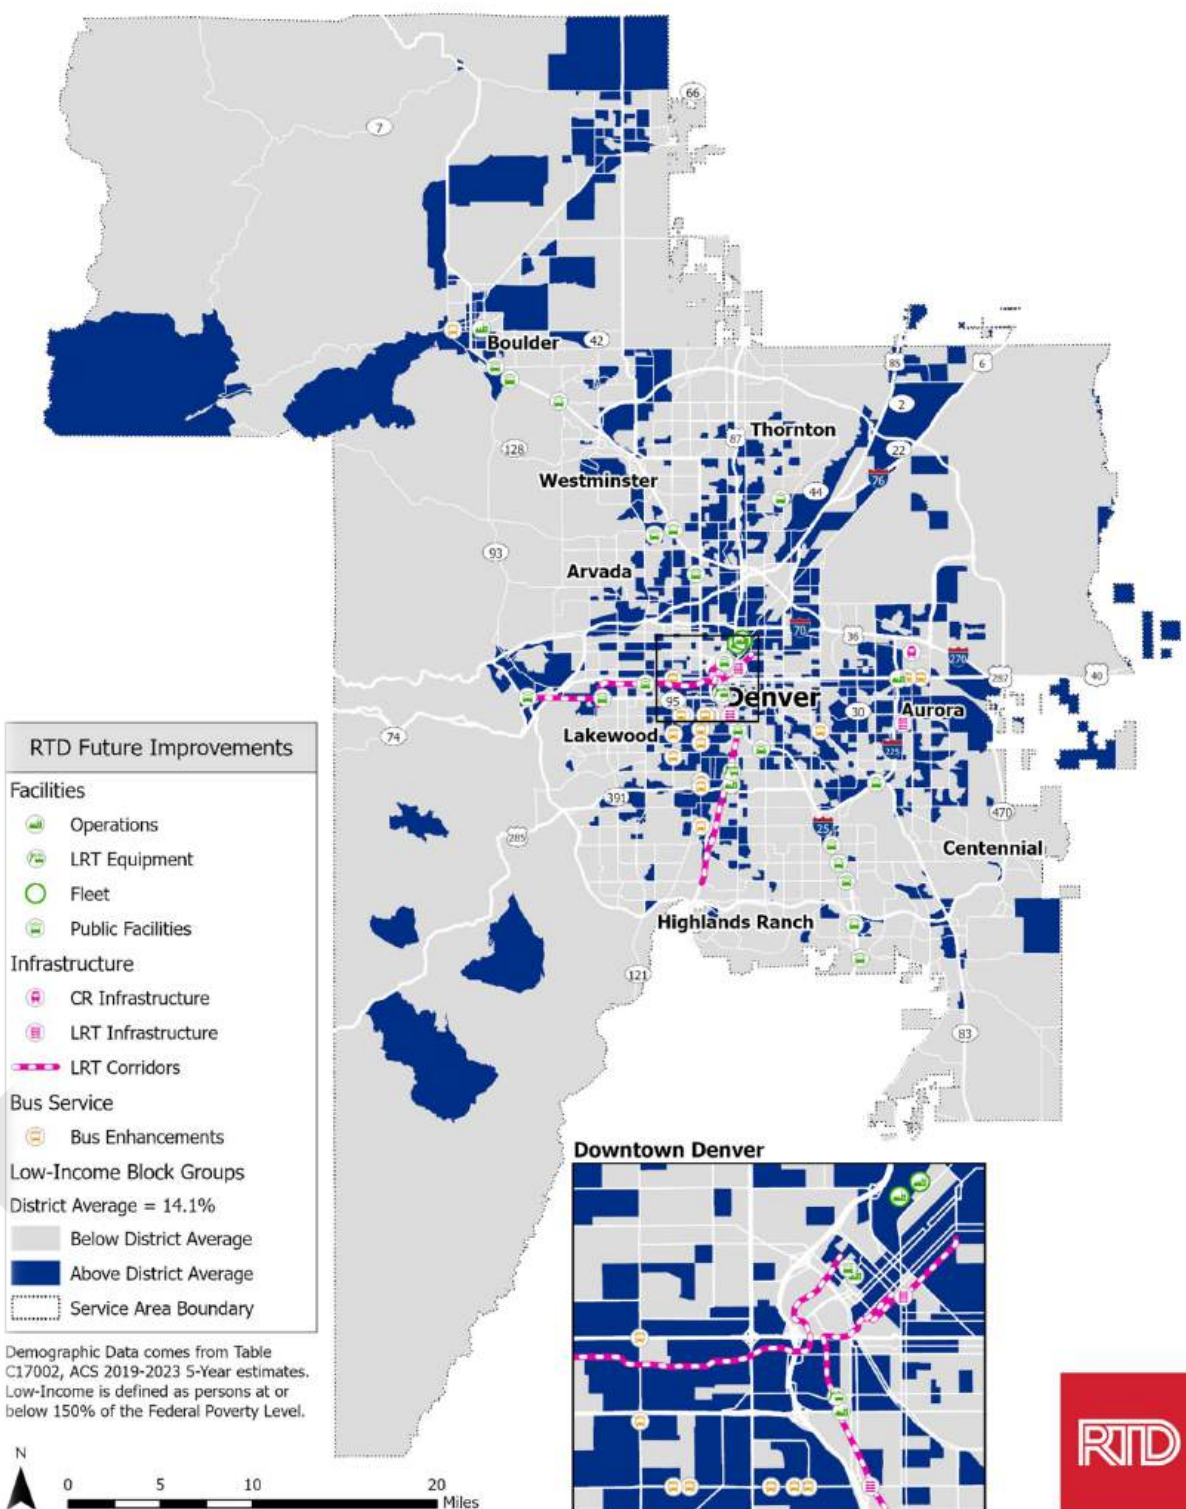 66
7
Boulder
42
85
6
2
Thornton
87
128
22
Westminster
76
44
93
Arvada
70
36
270
287
40
95
Denver
30
Aurora
Lakewood
74
225
RTD Future Improvements
Facilities
Operations
LRT Equipment
Fleet
Public Facilities
Infrastructure
CR Infrastructure
LRT Infrastructure
LRT Corridors
Bus Service
Bus Enhancements
Low-Income Block Groups
District Average = 14.1%
Below District Average
Above District Average
Service Area Boundary
391
285
25
470
Centennial
Highlands Ranch
121
83
Downtown Denver
Demographic Data comes from Table
C17002, ACS 2019-2023 5-Year estimates.
Low-Income is defined as persons at or
below 150% of the Federal Poverty Level.
N
0 5 10 20
Miles
RTD